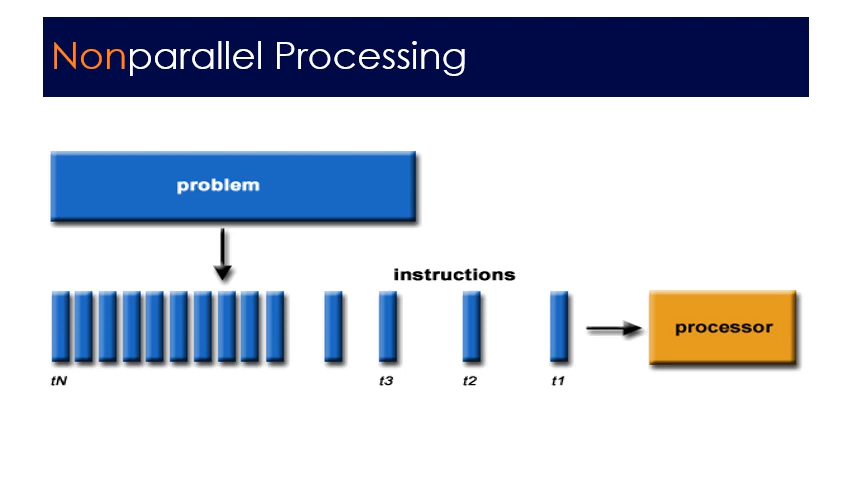 Nonparallel Processing
problem
instructions
processor
tN
t3
t2
t1